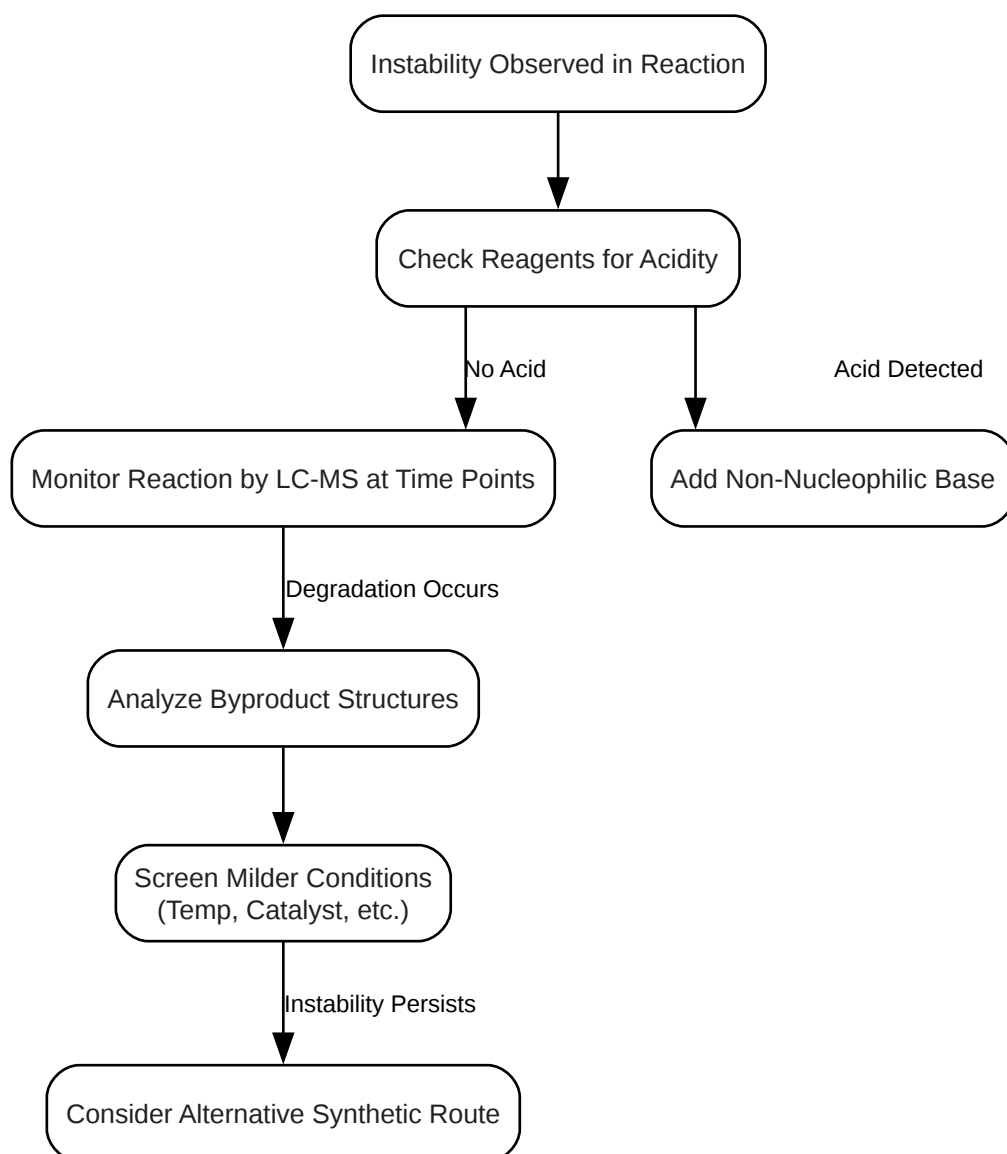 Instability Observed in Reaction
Check Reagents for Acidity
No Acid
Acid Detected
Monitor Reaction by LC-MS at Time Points
Add Non-Nucleophilic Base
Degradation Occurs
Analyze Byproduct Structures
Screen Milder Conditions
(Temp, Catalyst, etc.)
Instability Persists
Consider Alternative Synthetic Route